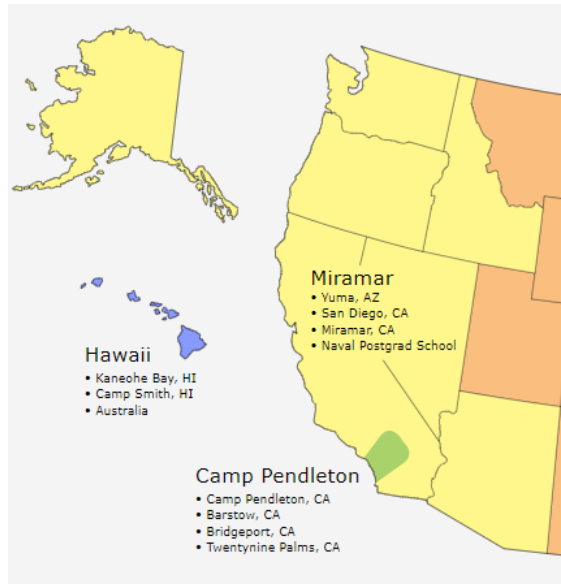 Miramar
• Yuma, AZ
• San Diego, CA
• Miramar, CA
• Naval Postgrad School
Hawaii
• Kaneohe Bay, HI
• Camp Smith, HI
• Australia
Camp Pendleton
• Camp Pendleton, CA
• Barstow, CA
• Bridgeport, CA
• Twentynine Palms, CA